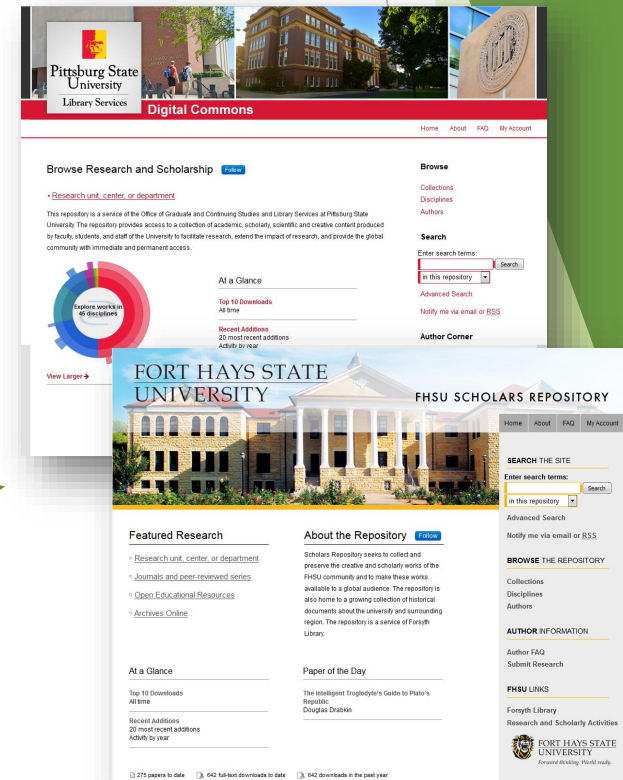 Pittsburg State
University
Library Services
Digital Commons
Home About FAQ My Account
Browse Research and Scholarship Follow
Research unit, center, or department
This repository is a service of the Office of Graduate and Continuing Studies and Library Services at Pittsburg State
University. The repository provides access to a collection of academic, scholarly, scientific and creative content produced
by faculty, students, and staff of the University to facilitate research, extend the impact of research, and provide the global
community with immediate and permanent access.
Explore works in
45 disciplines
View Larger
At a Glance
Top 10 Downloads
All time
Recent Additions
20 most recent additions
Activity by year
Browse
Collections
Disciplines
Authors
Search
Enter search terms:
Search
in this repository
Advanced Search
Notify me via email or RSS
Author Corner
FORT HAYS STATE
UNIVERSITY
FHSU SCHOLARS REPOSITORY
Home About FAQ My Account
Featured Research
Research unit, center, or department
Journals and peer-reviewed series
Open Educational Resources
Archives Online
About the Repository Follow
Scholars Repository seeks to collect and
preserve the creative and scholarly works of the
FHSU community and to make these works
available to a global audience. The repository is
also home to a growing collection of historical
documents about the university and surrounding
region. The repository is a service of Forsyth
Library.
At a Glance
Top 10 Downloads
All time
Recent Additions
20 most recent additions
Activity by year
Paper of the Day
The Intelligent Troglodyte's Guide to Plato's
Republic
Douglas Drabkin
275 papers to date 642 full-text downloads to date 642 downloads in the past year
SEARCH THE SITE
Enter search terms:
Search
in this repository
Advanced Search
Notify me via email or RSS
BROWSE THE REPOSITORY
Collections
Disciplines
Authors
AUTHOR INFORMATION
Author FAQ
Submit Research
FHSU LINKS
Forsyth Library
Research and Scholarly Activities
FORT HAYS STATE
UNIVERSITY
Forward thinking. World ready.